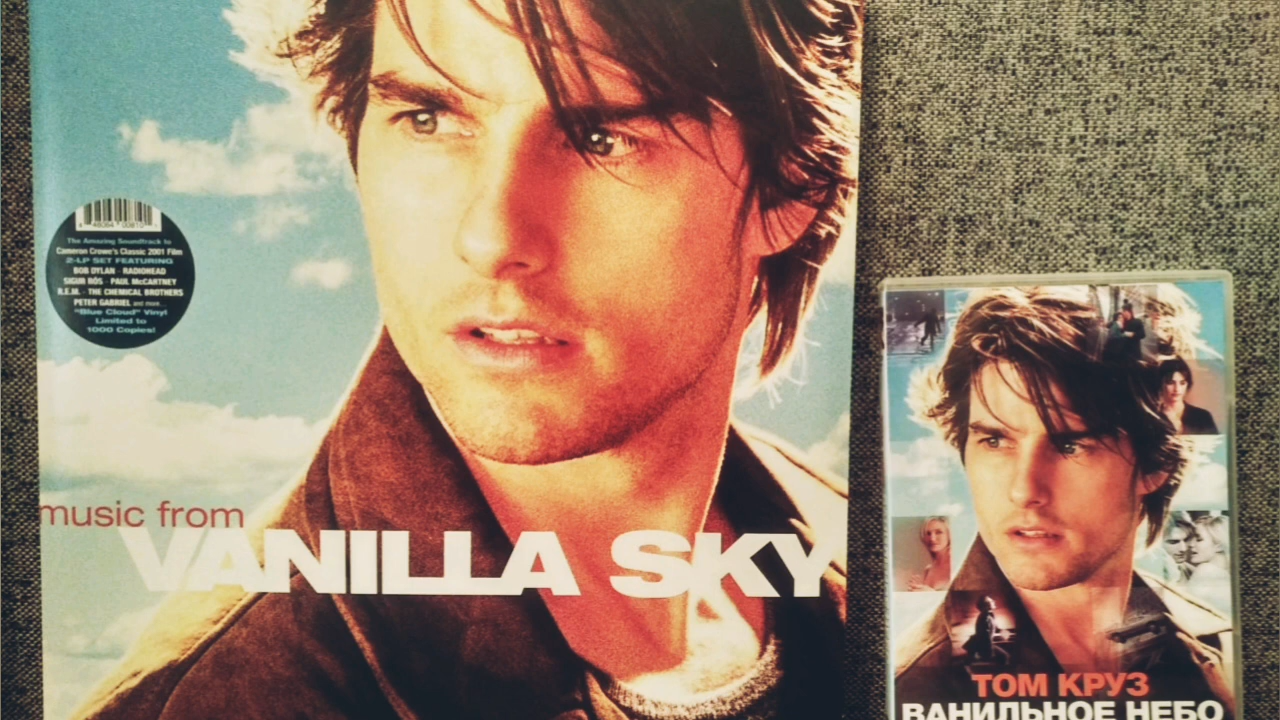 The Amazing Soundtrack to
Cameron Crowe's Classic 2001 Film
2-LP SET FEATURING
BOB DYLAN · RADIOHEAD
SIGUR RÓS · PAUL McCARTNEY
R.E.M. · THE CHEMICAL BROTHERS
PETER GABRIEL and more...
"Blue Cloud" Vinyl
Limited to
1000 Copies!
music from
VANILLA SKY
ТОМ КРУЗ
ВАНИЛЬНОЕ НЕБО